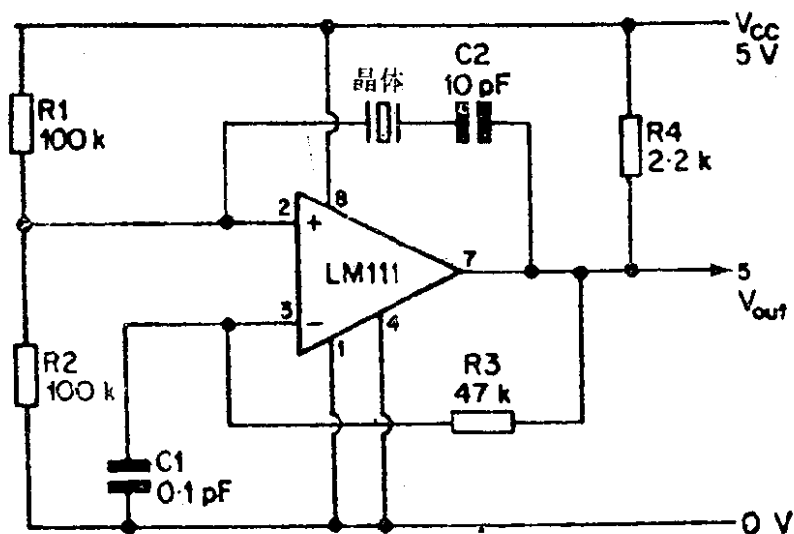 VCC
5 V
C2
10 pF
晶体
R1
100 k
R4
2·2 k
8
2
+
LM111
7
5
Vout
3
−
1
4
R2
100 k
R3
47 k
C1
0·1 pF
0 V